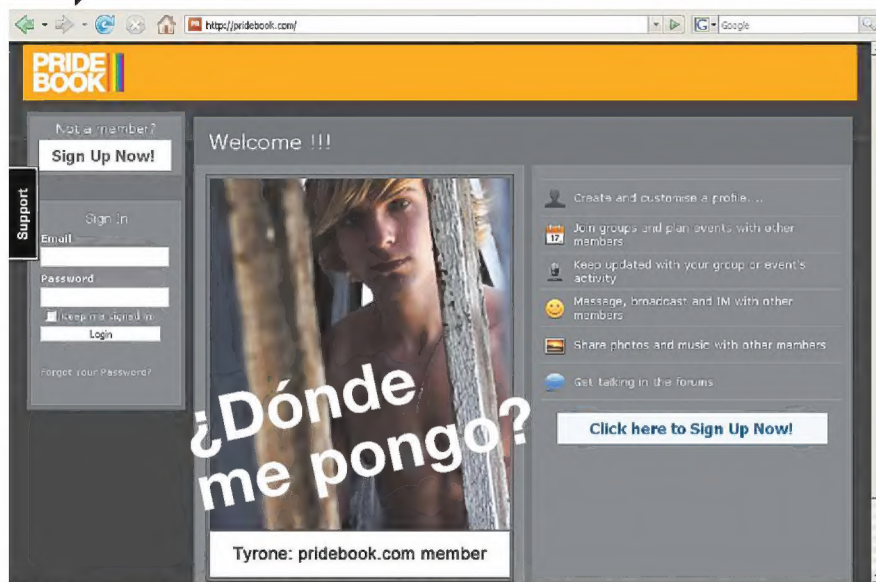 http://pridebook.com/
Google
PRIDE
BOOK
Not a member?
Sign Up Now!
Support
Sign In
Email
Password
Keep me signed in
Login
Forgot Your Password?
Welcome !!!
¿Dónde
me pongo?
Tyrone: pridebook.com member
Create and customise a profile...
17
Join groups and plan events with other
members
Keep updated with your group or event's
activity
Message, broadcast and IM with other
members
Share photos and music with other members
Get talking in the forums
Click here to Sign Up Now!